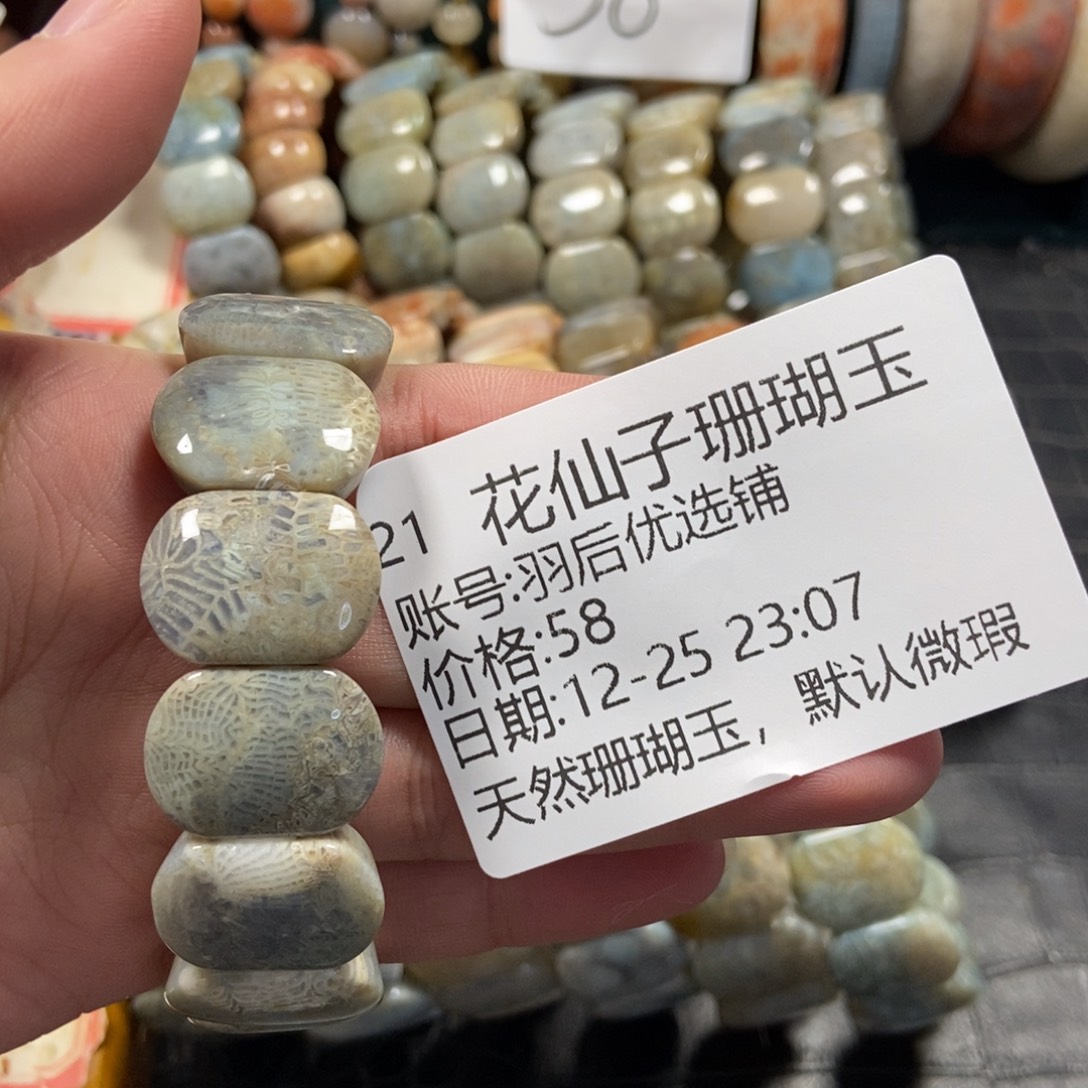 花仙子珊瑚玉
21
账号:羽后优选铺
价格:58
日期:12-25 23:07
天然珊瑚玉，默认微瑕